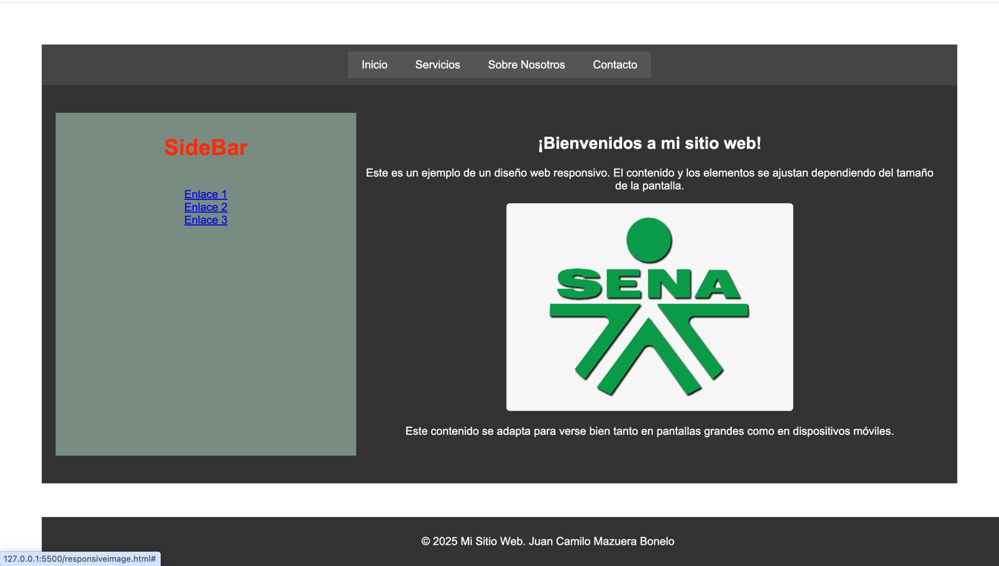 Inicio Servicios Sobre Nosotros Contacto
SideBar
Enlace 1
Enlace 2
Enlace 3
¡Bienvenidos a mi sitio web!
Este es un ejemplo de un diseño web responsivo. El contenido y los elementos se ajustan dependiendo del tamaño
de la pantalla.
SENA
Este contenido se adapta para verse bien tanto en pantallas grandes como en dispositivos móviles.
© 2025 Mi Sitio Web. Juan Camilo Mazuera Bonelo
127.0.0.1:5500/responsiveimage.html#